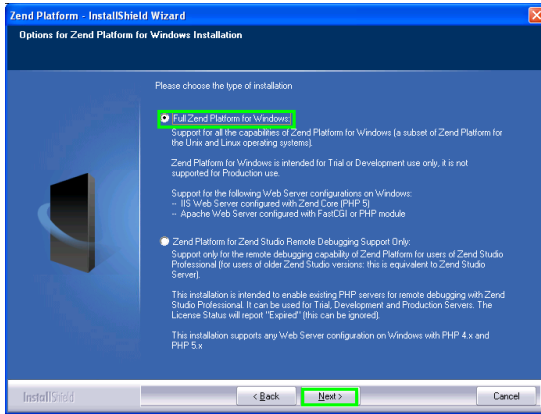 Zend Platform - InstallShield Wizard
Options for Zend Platform for Windows Installation
Please choose the type of installation
Full Zend Platform for Windows:
Support for all the capabilities of Zend Platform for Windows (a subset of Zend Platform for
the Unix and Linux operating systems).
Zend Platform for Windows is intended for Trial or Development use only, it is not
supported for Production use.
Support for the following Web Server configurations on Windows:
-- IIS Web Server configured with Zend Core (PHP 5)
-- Apache Web Server configured with FastCGI or PHP module
Zend Platform for Zend Studio Remote Debugging Support Only:
Support only for the remote debugging capability of Zend Platform for users of Zend Studio
Professional (for users of older Zend Studio versions: this is equivalent to Zend Studio
Server).
This installation is intended to enable existing PHP servers for remote debugging with Zend
Studio Professional. It can be used for Trial, Development and Production Servers. The
License Status will report "Expired" (this can be ignored).
This installation supports any Web Server configuration on Windows with PHP 4.x and
PHP 5.x
InstallShield
< Back
Next >
Cancel